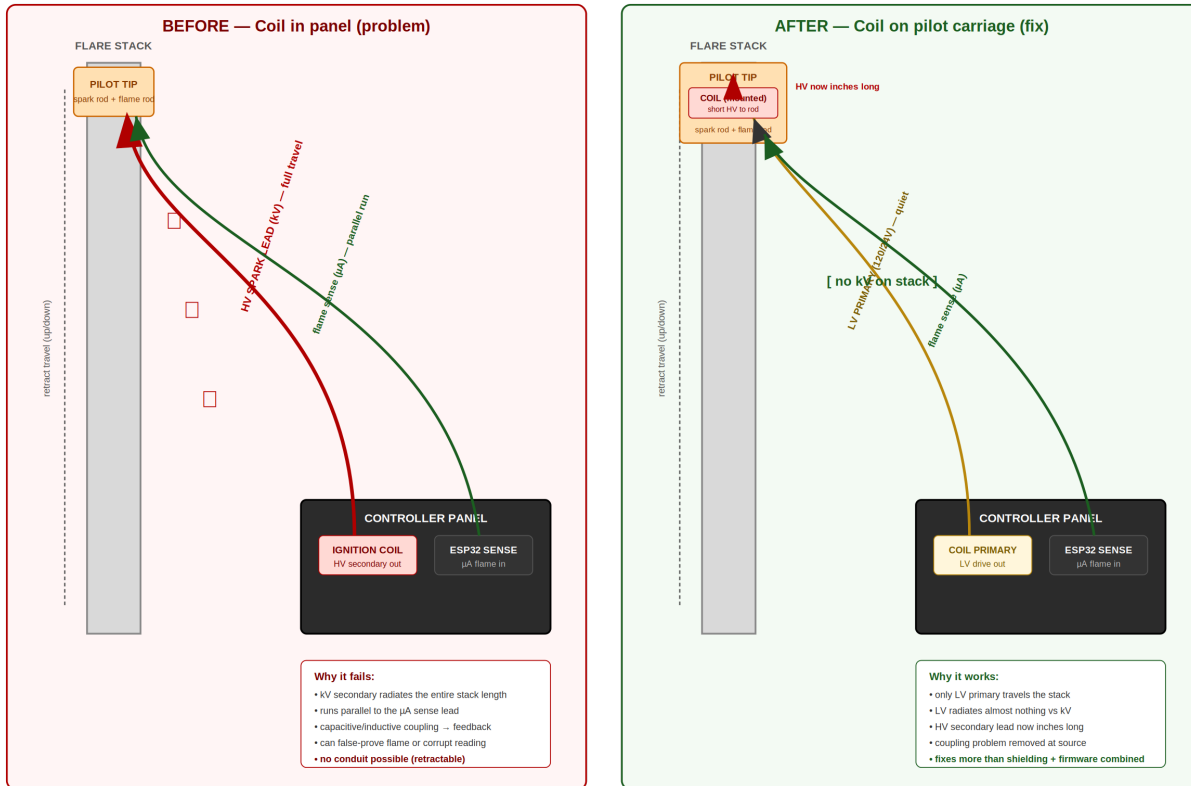 BEFORE — Coil in panel (problem)
FLARE STACK
PILOT TIP
spark rod + flame rod
HV SPARK LEAD (kV) — full travel
flame sense (µA) — parallel run
retract travel (up/down)
CONTROLLER PANEL
IGNITION COIL
HV secondary out
ESP32 SENSE
µA flame in
Why it fails:
• kV secondary radiates the entire stack length
• runs parallel to the µA sense lead
• capacitive/inductive coupling → feedback
• can false-prove flame or corrupt reading
• no conduit possible (retractable)
AFTER — Coil on pilot carriage (fix)
FLARE STACK
PILOT TIP
COIL (mounted)
short HV to rod
spark rod + flame rod
HV now inches long
LV PRIMARY (120/24V) — quiet
[ no kV on stack ]
flame sense (µA)
retract travel (up/down)
CONTROLLER PANEL
COIL PRIMARY
LV drive out
ESP32 SENSE
µA flame in
Why it works:
• only LV primary travels the stack
• LV radiates almost nothing vs kV
• HV secondary lead now inches long
• coupling problem removed at source
• fixes more than shielding + firmware combined